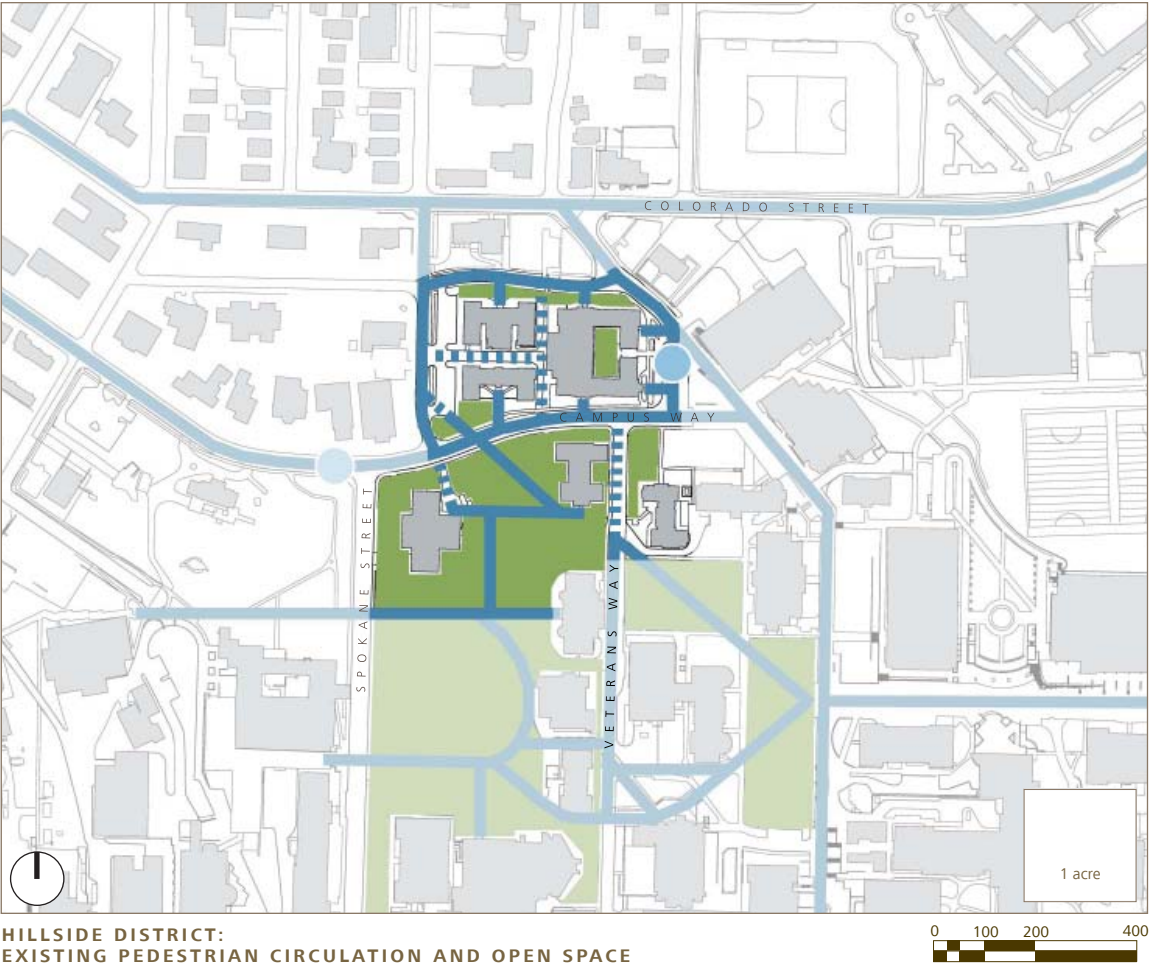 COLORADO STREET
CAMPUS WAY
SPOKANE STREET
VETERANS WAY
1 acre
HILLSIDE DISTRICT:
EXISTING PEDESTRIAN CIRCULATION AND OPEN SPACE
0 100 200 400